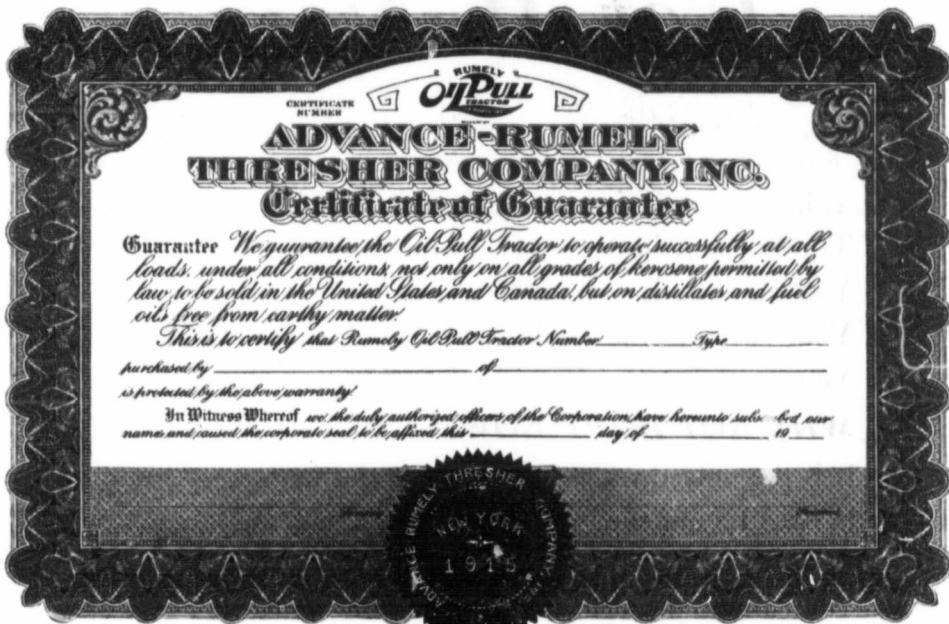 RUMELY
OILPULL
TRACTOR
CERTIFICATE
NUMBER
ADVANCE-RUMELY
THRESHER COMPANY, INC.
Certificate of Guarantee
Guarantee We guarantee the Oil Pull Tractor to operate successfully at all
loads, under all conditions, not only on all grades of kerosene permitted by
law, to be sold in the United States and Canada, but on distillates and fuel
oils free from earthy matter.
This is to certify that Rumely Oil Pull Tractor Number Type
purchased by of
is protected by the above warranty.
In Witness Whereof we the duly authorized officers of the Corporation, have hereunto subs bed our
names and caused the corporate seal to be affixed this day of 19
ADVANCE RUMELY THRESHER COMPANY
NEW YORK
1915